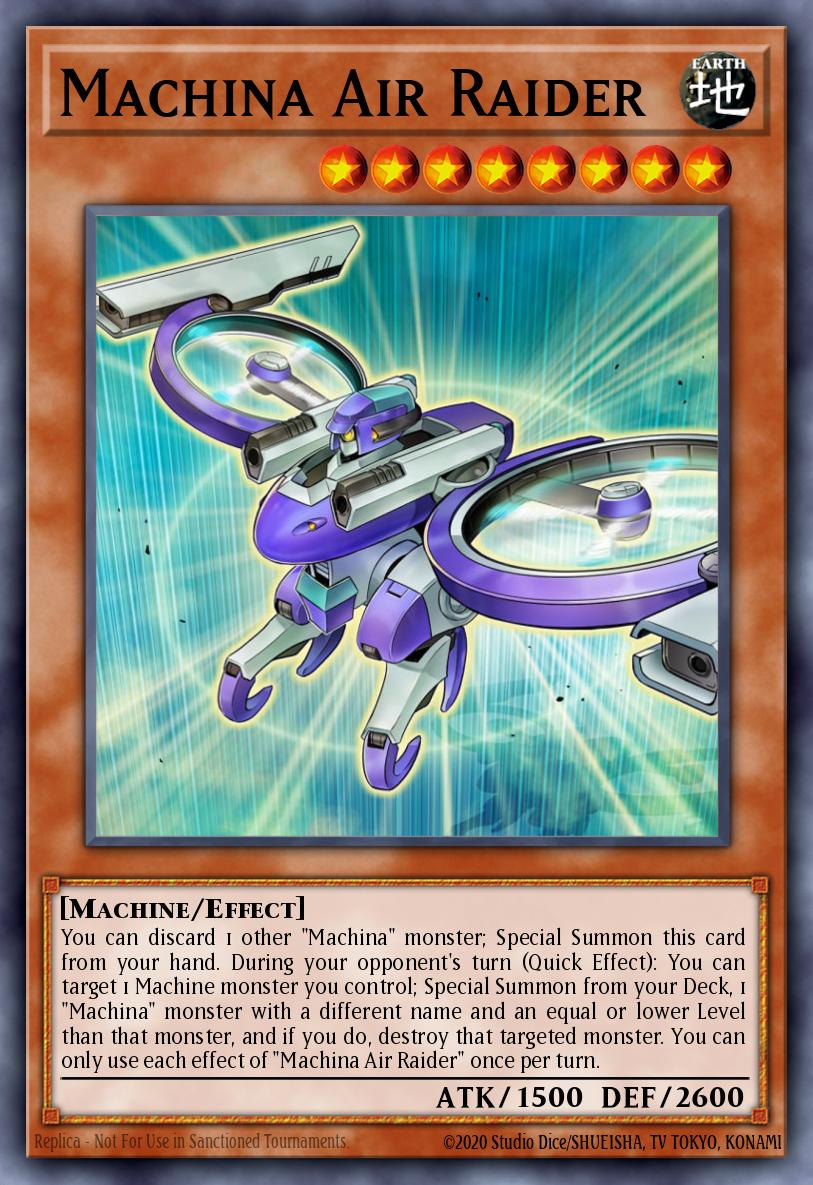 Machina Air Raider
EARTH
地
[Machine/Effect]
You can discard 1 other "Machina" monster; Special Summon this card
from your hand. During your opponent's turn (Quick Effect): You can
target 1 Machine monster you control; Special Summon from your Deck, 1
"Machina" monster with a different name and an equal or lower Level
than that monster, and if you do, destroy that targeted monster. You can
only use each effect of "Machina Air Raider" once per turn.
ATK/1500 DEF/2600
Replica - Not For Use in Sanctioned Tournaments.
©2020 Studio Dice/SHUEISHA, TV TOKYO, KONAMI